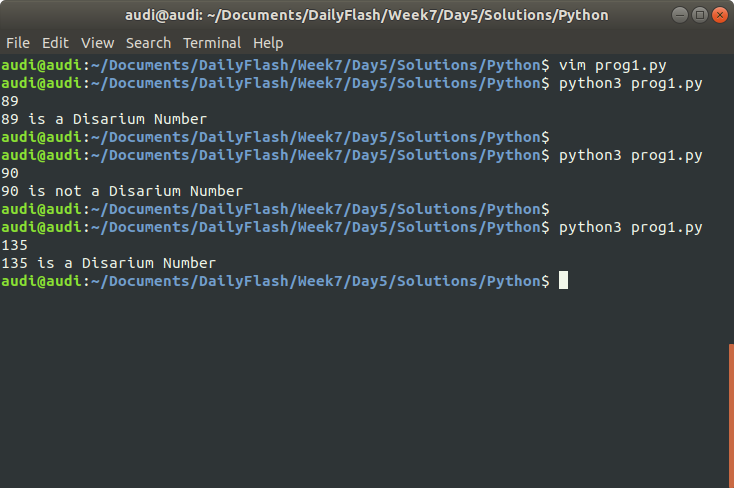 audi@audi: ~/Documents/DailyFlash/Week7/Day5/Solutions/Python
File Edit View Search Terminal Help
audi@audi:~/Documents/DailyFlash/Week7/Day5/Solutions/Python$ vim prog1.py
audi@audi:~/Documents/DailyFlash/Week7/Day5/Solutions/Python$ python3 prog1.py
89
89 is a Disarium Number
audi@audi:~/Documents/DailyFlash/Week7/Day5/Solutions/Python$
audi@audi:~/Documents/DailyFlash/Week7/Day5/Solutions/Python$ python3 prog1.py
90
90 is not a Disarium Number
audi@audi:~/Documents/DailyFlash/Week7/Day5/Solutions/Python$
audi@audi:~/Documents/DailyFlash/Week7/Day5/Solutions/Python$ python3 prog1.py
135
135 is a Disarium Number
audi@audi:~/Documents/DailyFlash/Week7/Day5/Solutions/Python$